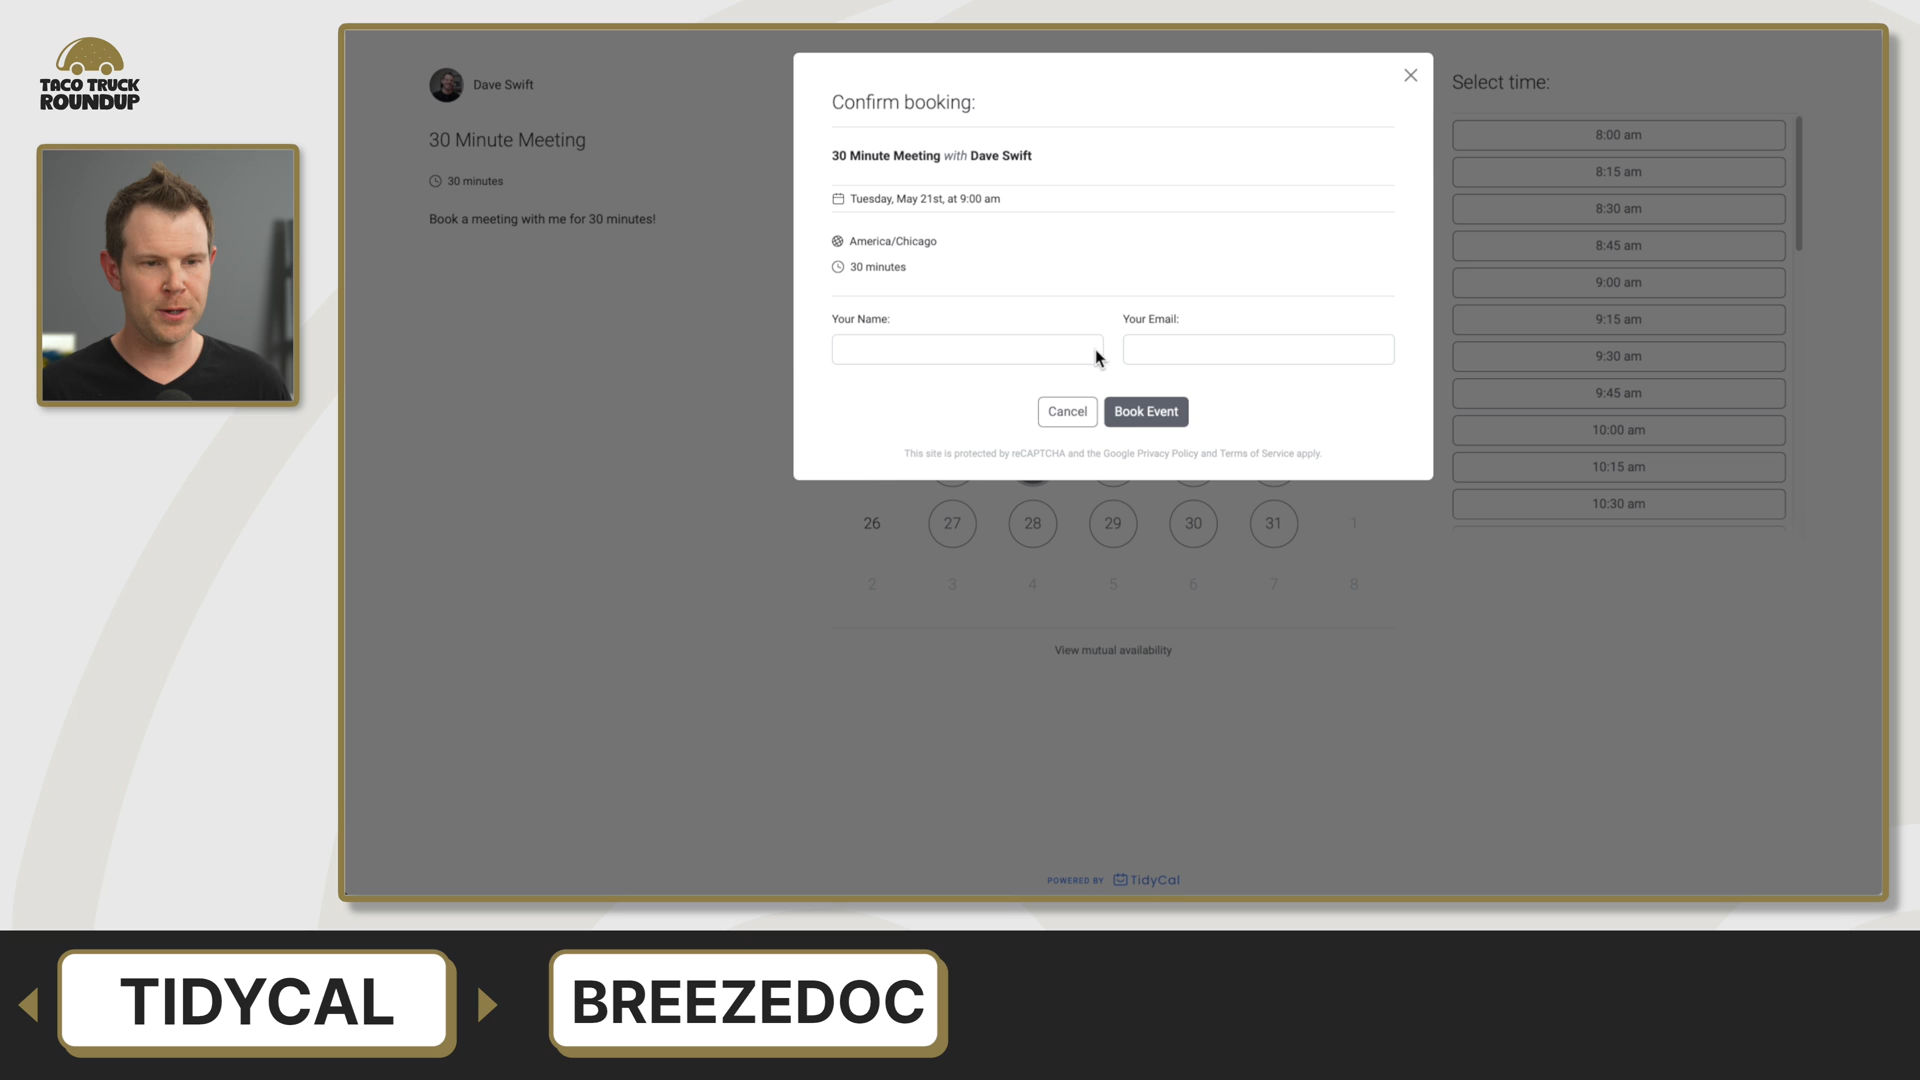 TACO TRUCK
ROUNDUP
Dave Swift
30 Minute Meeting
30 minutes
Book a meeting with me for 30 minutes!
Confirm booking:
30 Minute Meeting with Dave Swift
Tuesday, May 21st, at 9:00 am
America/Chicago
30 minutes
Your Name:
Your Email:
Cancel
Book Event
This site is protected by reCAPTCHA and the Google Privacy Policy and Terms of Service apply.
26 27 28 29 30 31 1
2 3 4 5 6 7 8
View mutual availability
Select time:
8:00 am
8:15 am
8:30 am
8:45 am
9:00 am
9:15 am
9:30 am
9:45 am
10:00 am
10:15 am
10:30 am
POWERED BY TidyCal
TIDYCAL
BREEZEDOC